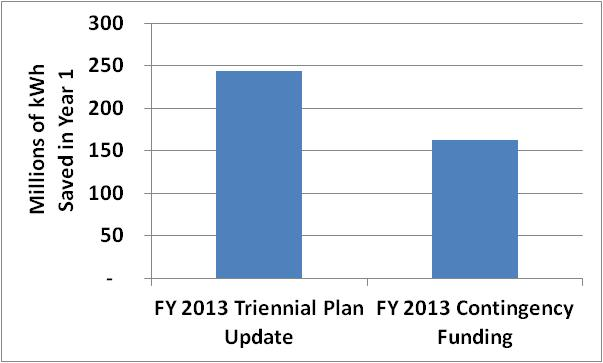 300
250
200
150
100
50
-
Millions of kWh
Saved in Year 1
FY 2013 Triennial Plan
Update
FY 2013 Contingency
Funding